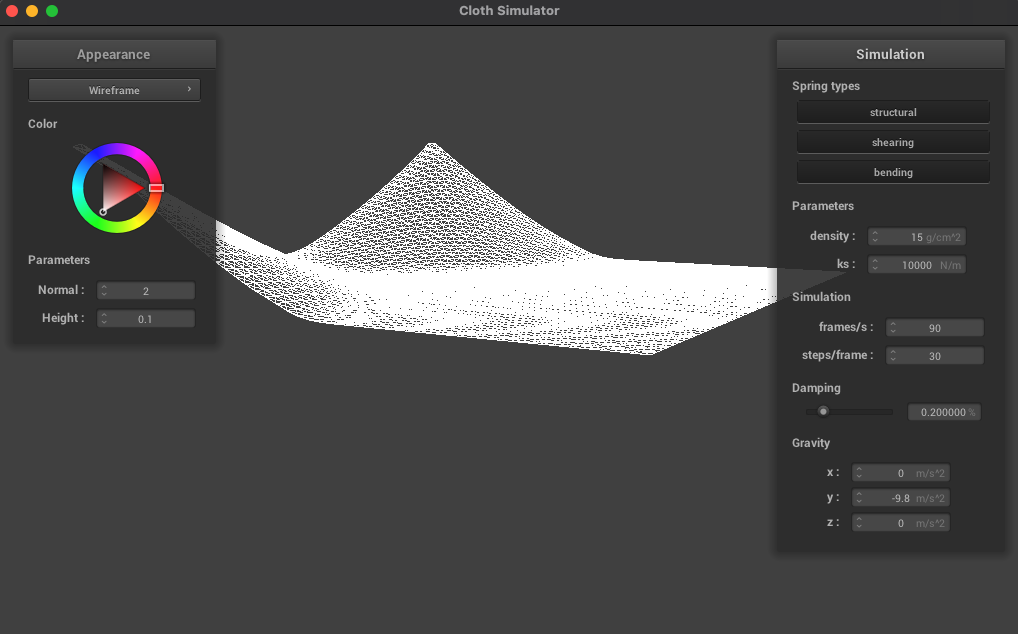 Cloth Simulator
Appearance
Wireframe
Color
Parameters
Normal : 2
Height : 0.1
Simulation
Spring types
structural
shearing
bending
Parameters
density : 15 g/cm^2
ks : 10000 N/m
Simulation
frames/s : 90
steps/frame : 30
Damping
0.200000 %
Gravity
x : 0 m/s^2
y : -9.8 m/s^2
z : 0 m/s^2